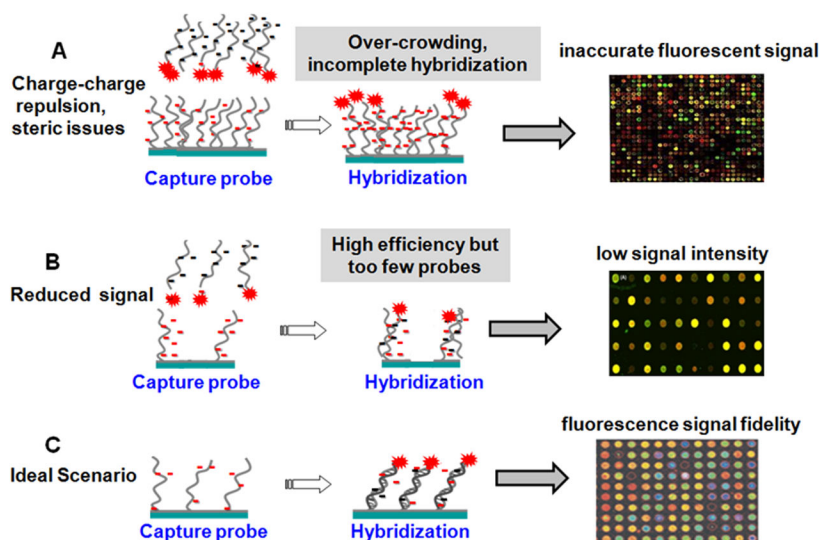 A
Charge-charge
repulsion,
steric issues
Capture probe
Over-crowding,
incomplete hybridization
Hybridization
inaccurate fluorescent signal
B
Reduced signal
Capture probe
High efficiency but
too few probes
Hybridization
low signal intensity
(A)
C
Ideal Scenario
Capture probe
Hybridization
fluorescence signal fidelity